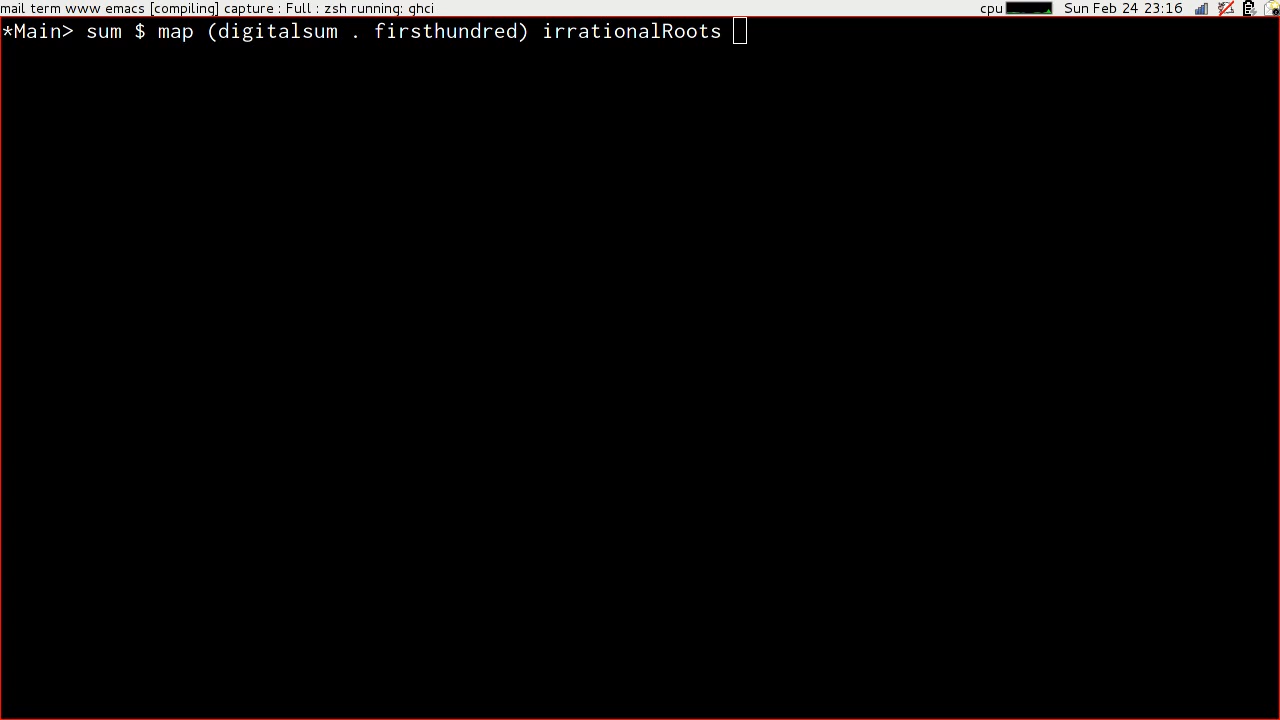 mail term www emacs [compiling] capture : Full : zsh running: ghci cpu Sun Feb 24 23:16
*Main> sum $ map (digitalsum . firsthundred) irrationalRoots